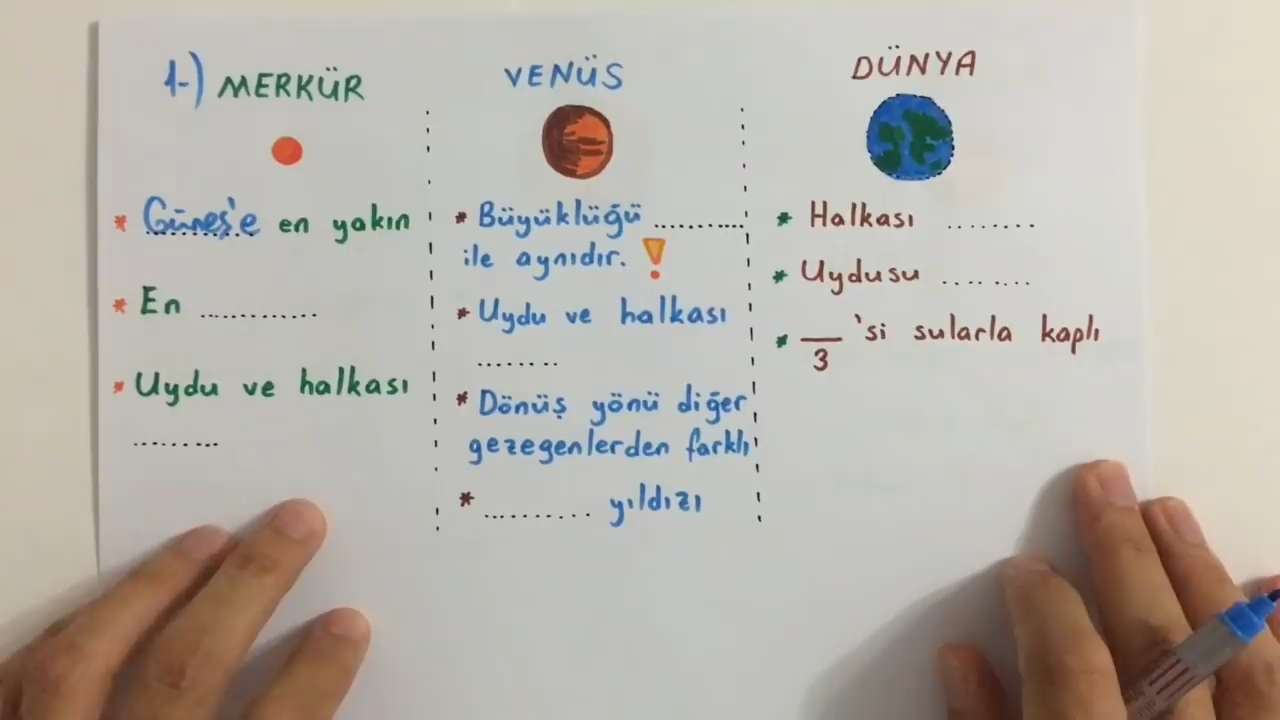 1-) MERKÜR
* Güneş'e en yakın
* En ............
* Uydu ve halkası
.........
VENÜS
* Büyüklüğü ..........
ile aynıdır. !
* Uydu ve halkası
........
* Dönüş yönü diğer
gezegenlerden farklı
* .......... yıldızı
DÜNYA
* Halkası ........
* Uydusu ........
* __/3 'si sularla kaplı